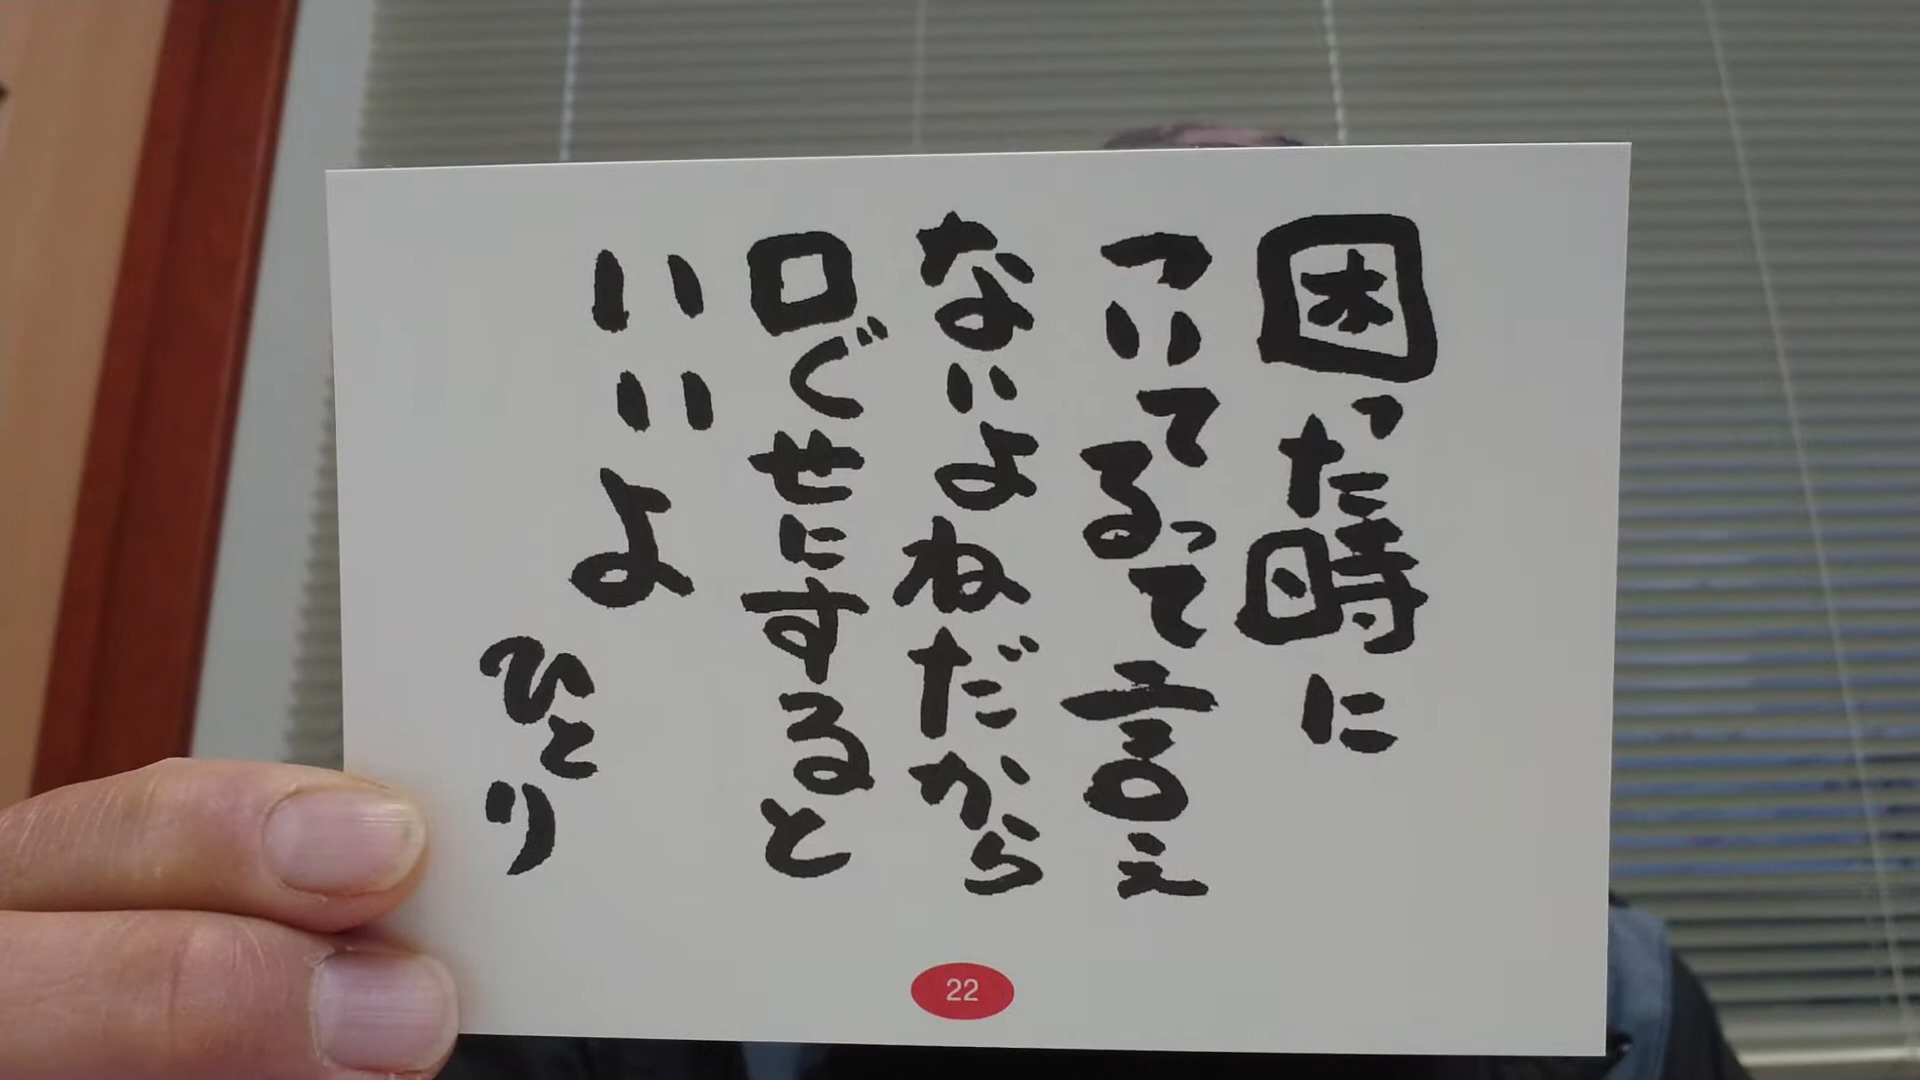 困った時に
ついてるって言え
ないよねだから
口ぐせにすると
いいよ
ひとり
22